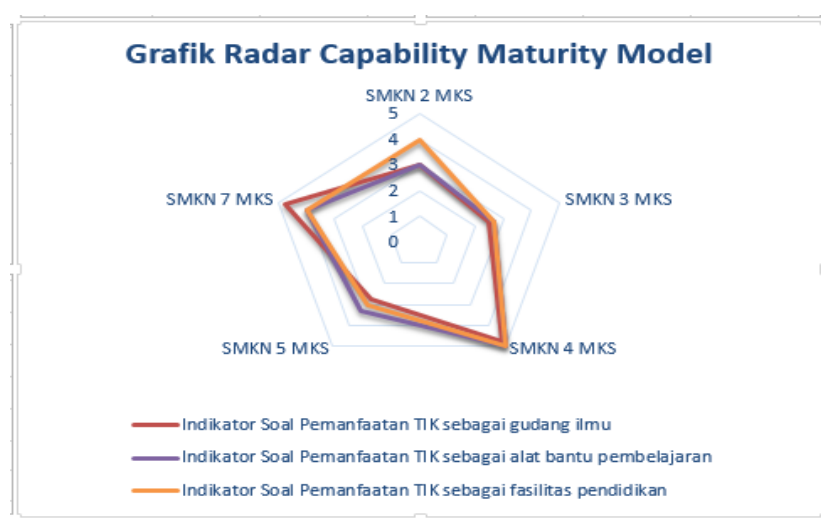 Grafik Radar Capability Maturity Model
SMKN 2 MKS
5
4
3
2
1
0
SMKN 3 MKS
SMKN 4 MKS
SMKN 5 MKS
SMKN 7 MKS
Indikator Soal Pemanfaatan TIK sebagai gudang ilmu
Indikator Soal Pemanfaatan TIK sebagai alat bantu pembelajaran
Indikator Soal Pemanfaatan TIK sebagai fasilitas pendidikan